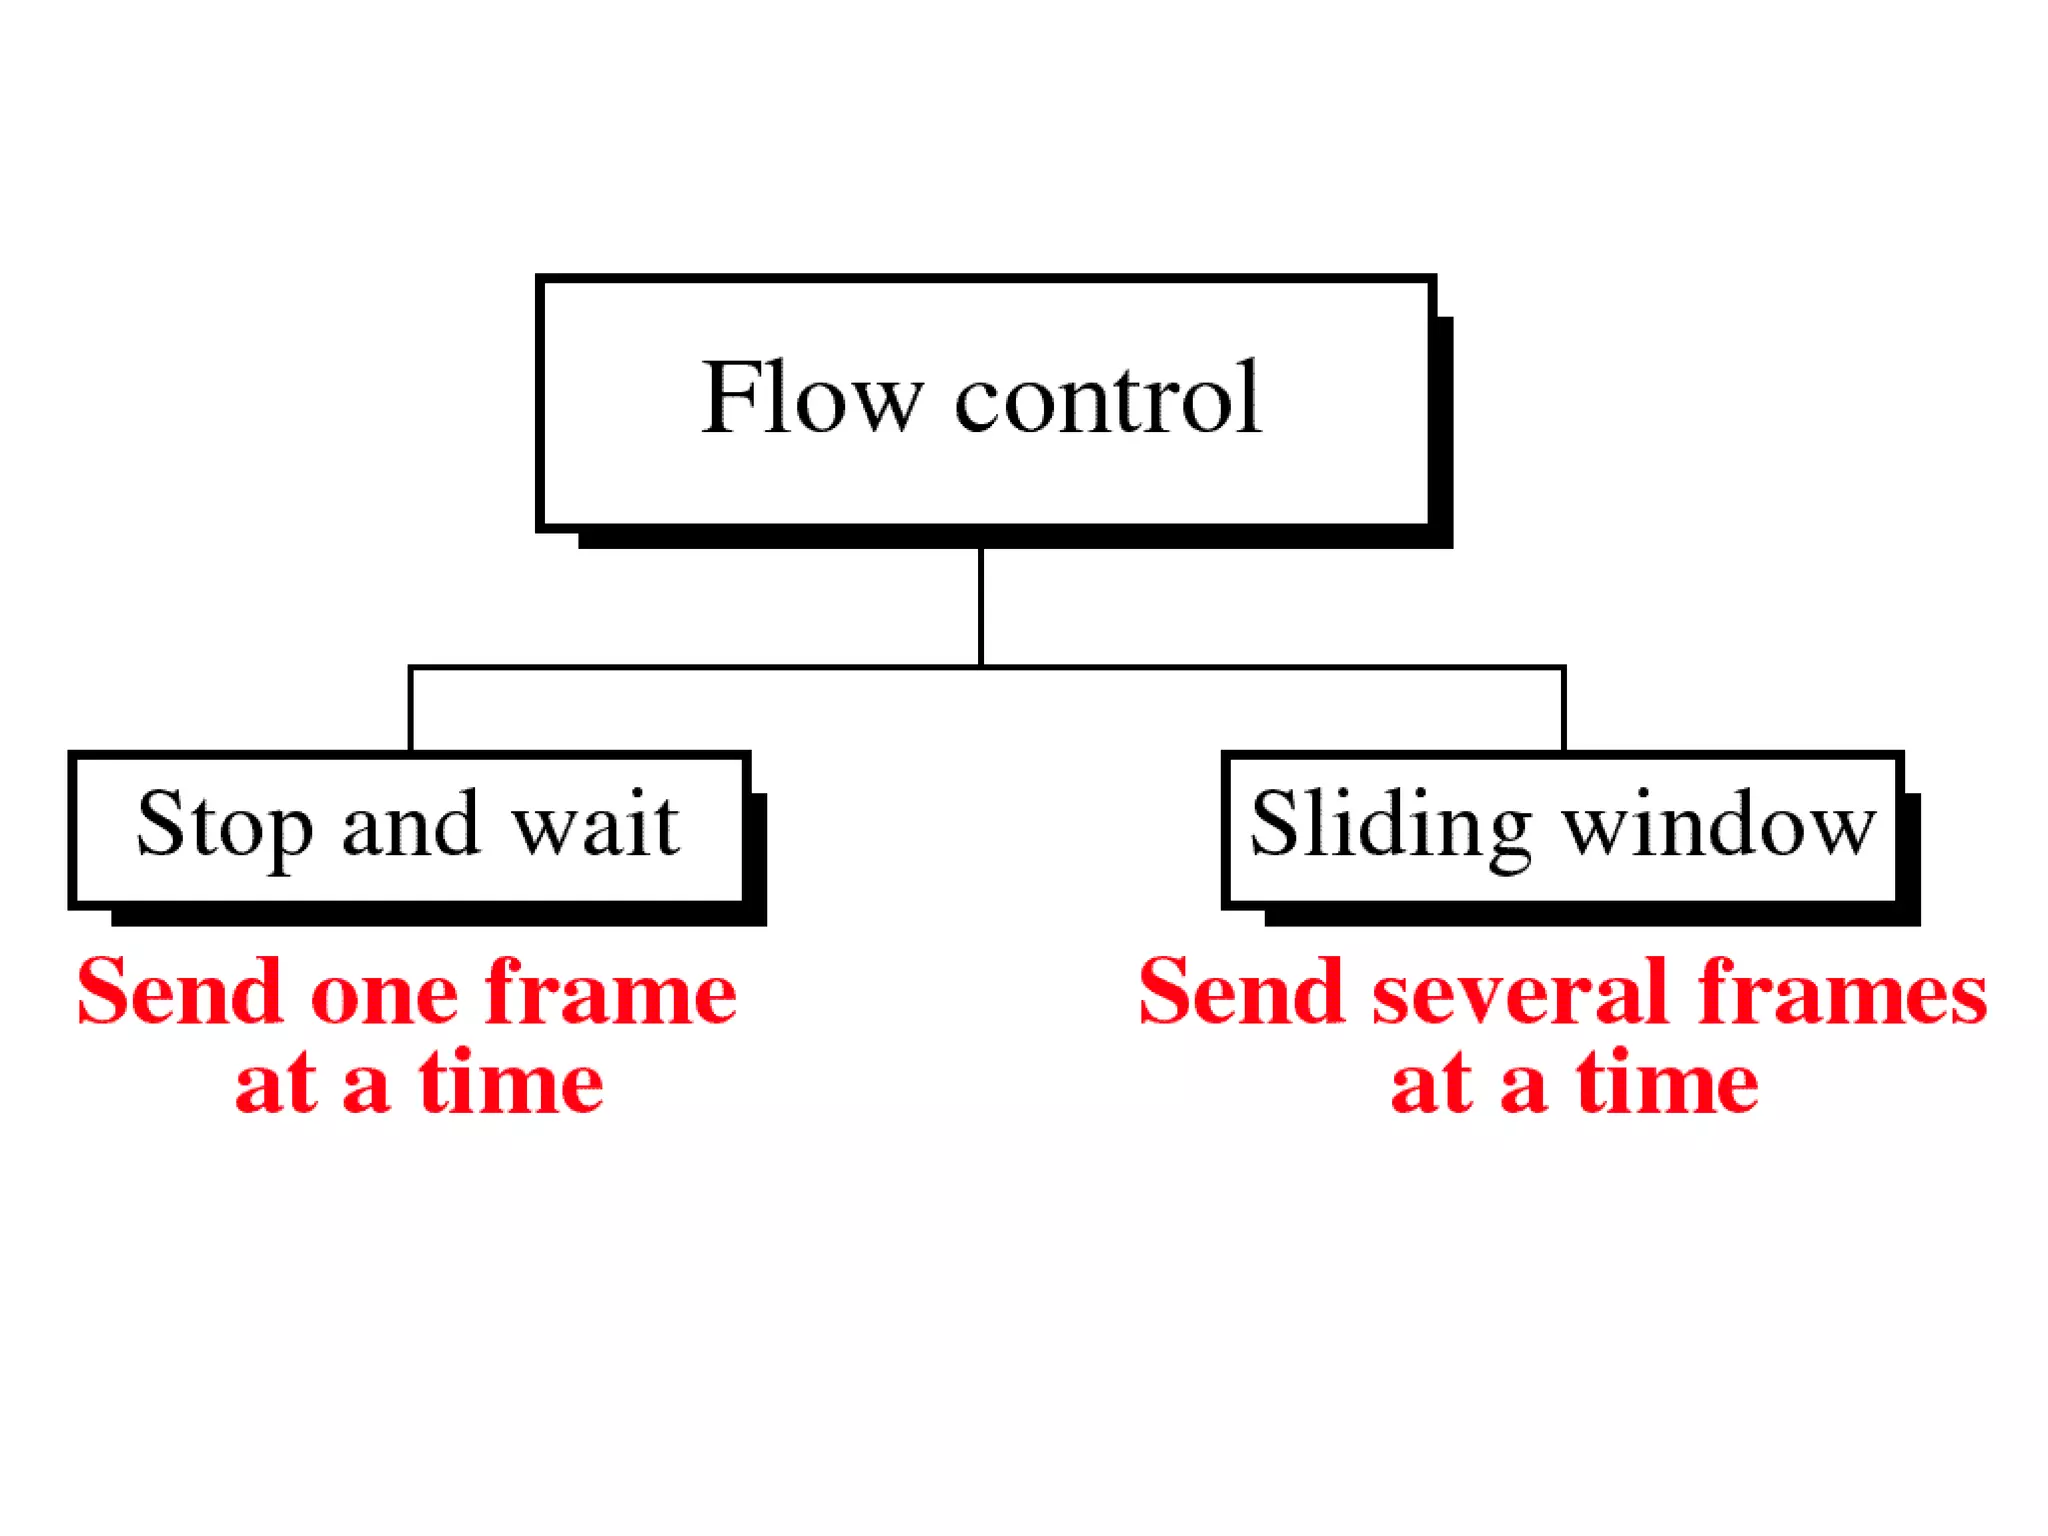 Flow control
Stop and wait
Sliding window
Send one frame
at a time
Send several frames
at a time